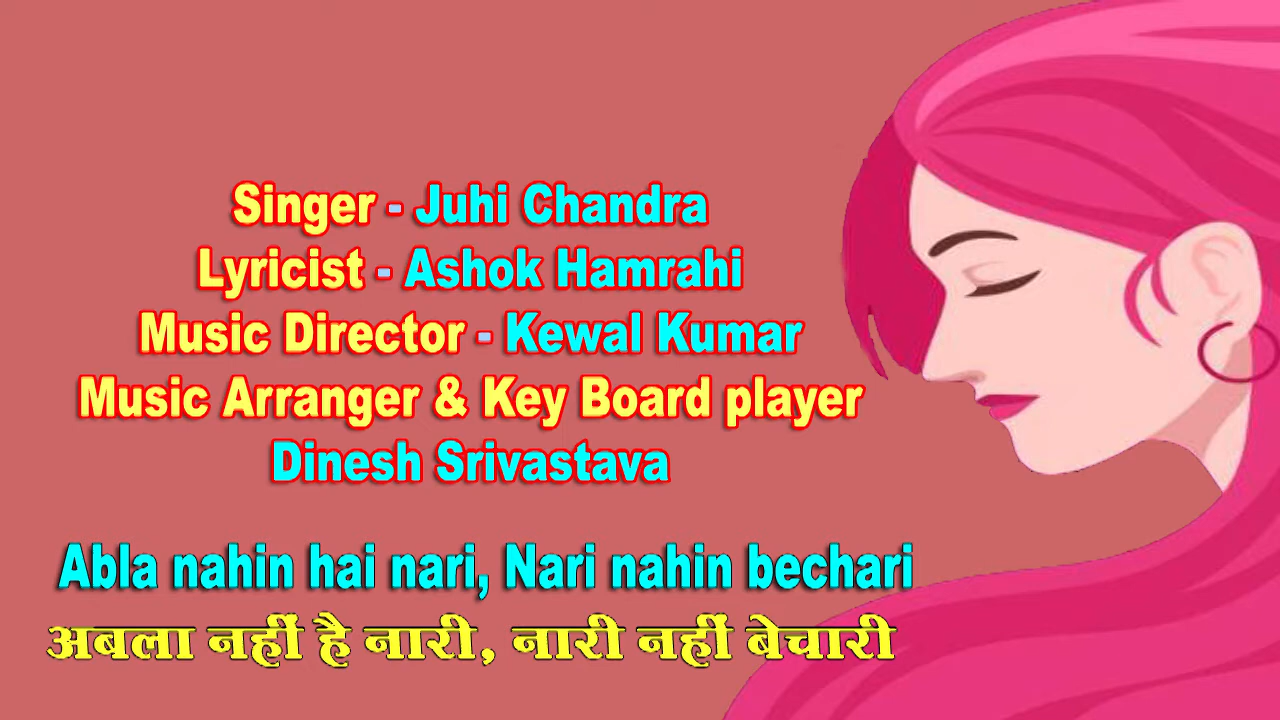 Singer - Juhi Chandra
Lyricist - Ashok Hamrahi
Music Director - Kewal Kumar
Music Arranger & Key Board player
Dinesh Srivastava
Abla nahin hai nari, Nari nahin bechari
अबला नहीं है नारी, नारी नहीं बेचारी